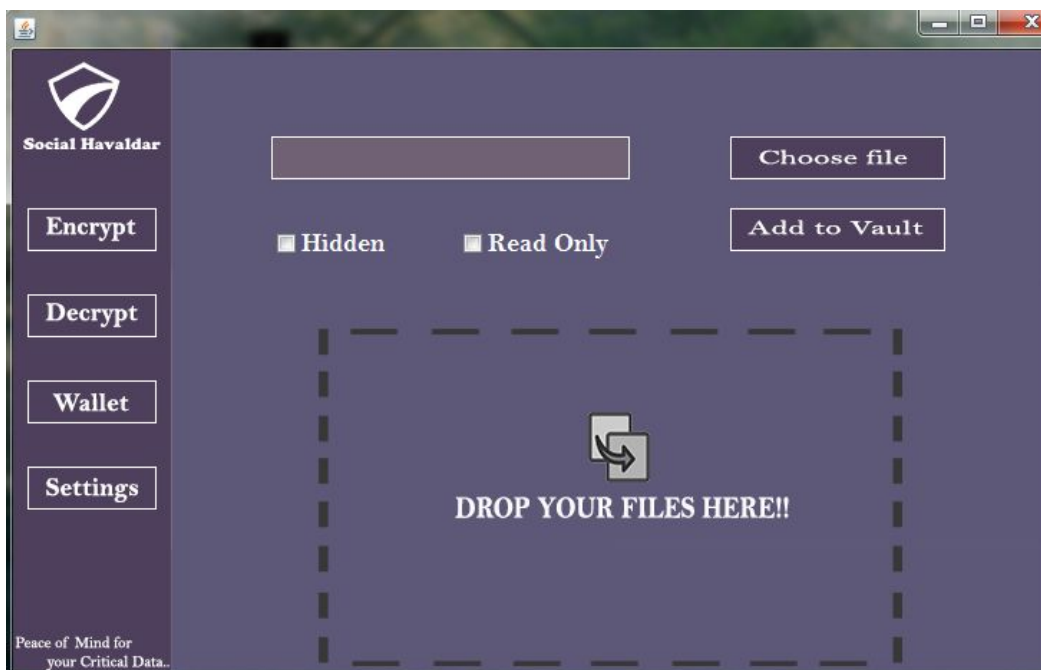 Social Havaldar
Encrypt
Decrypt
Wallet
Settings
Peace of Mind for
your Critical Data..
Choose file
Hidden
Read Only
Add to Vault
DROP YOUR FILES HERE!!